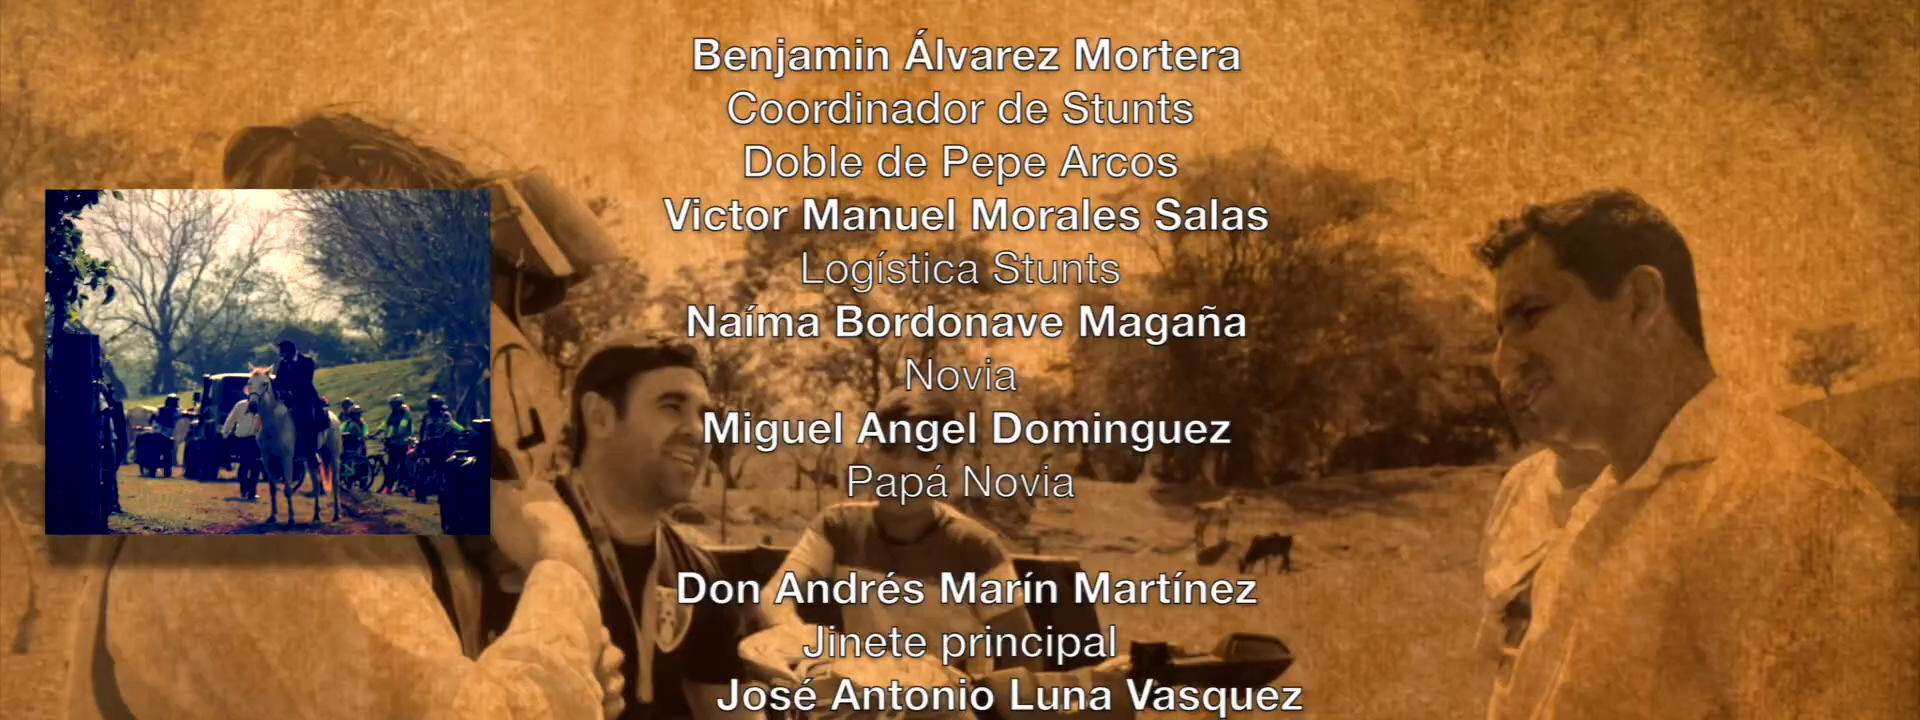 Benjamin Álvarez Mortera
Coordinador de Stunts
Doble de Pepe Arcos
Victor Manuel Morales Salas
Logística Stunts
Naíma Bordonave Magaña
Novia
Miguel Angel Dominguez
Papá Novia
Don Andrés Marín Martínez
Jinete principal
José Antonio Luna Vasquez